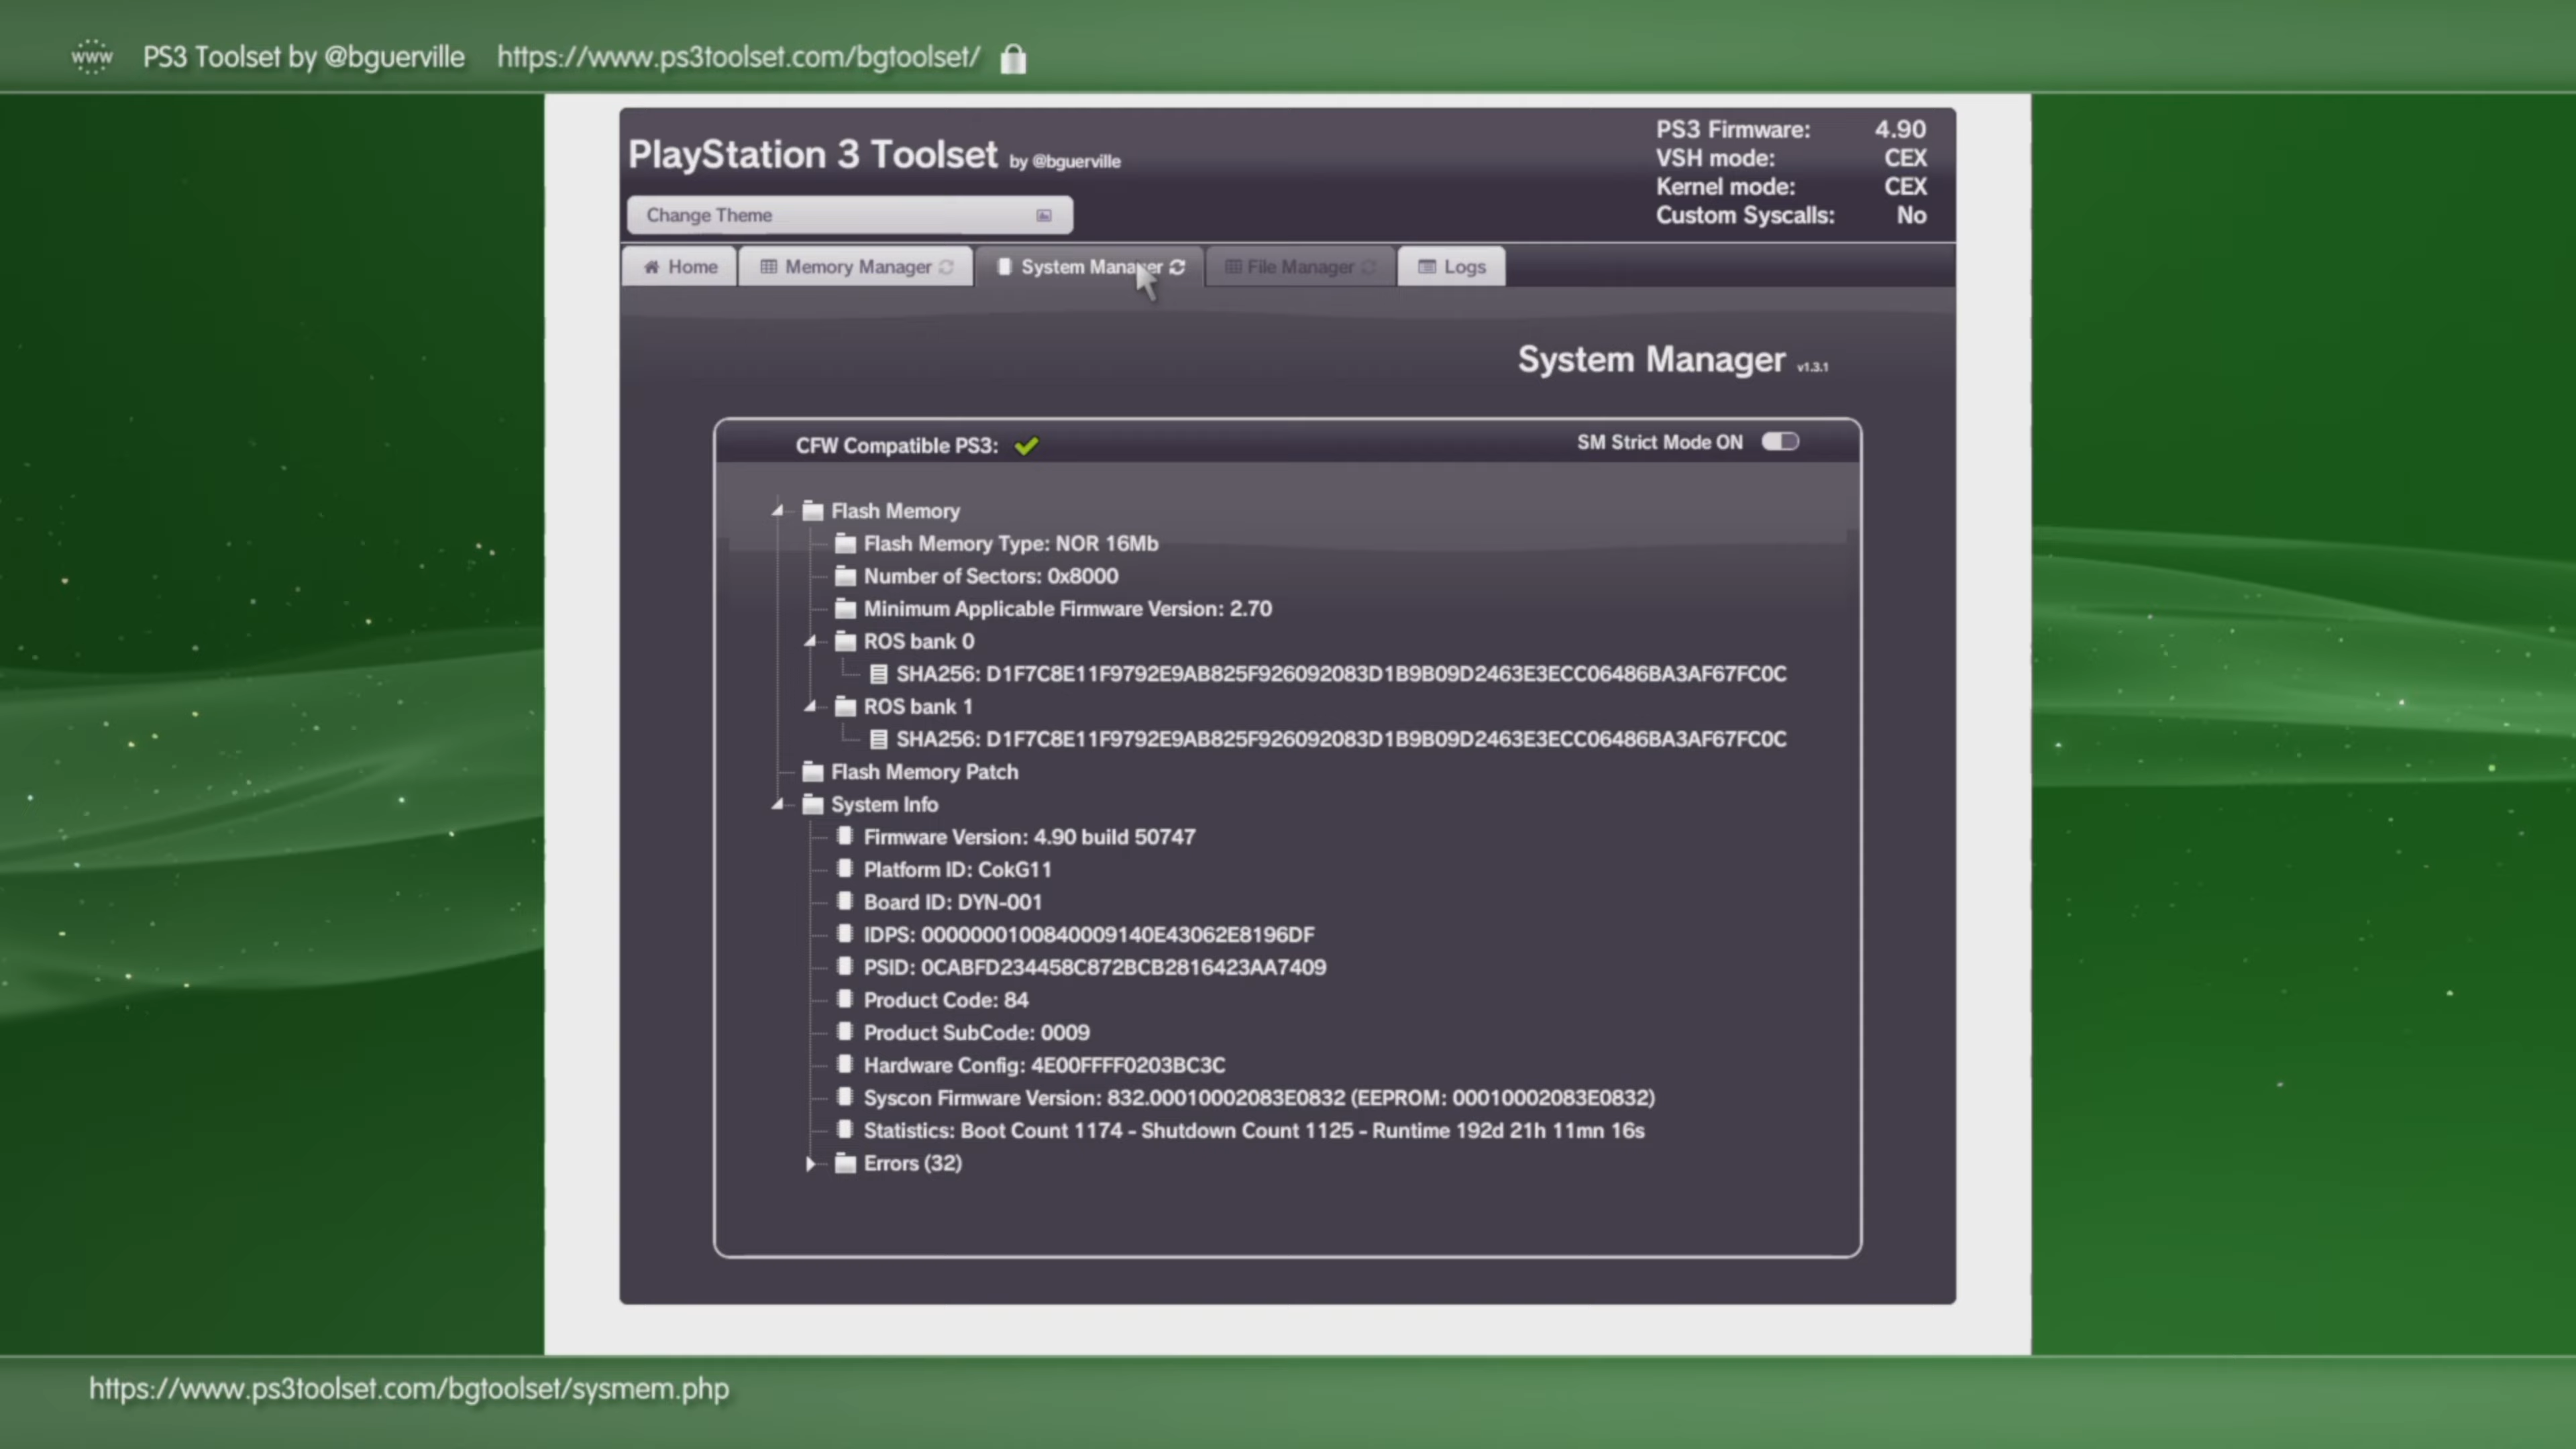 www PS3 Toolset by @bguerville https://www.ps3toolset.com/bgtoolset/
PlayStation 3 Toolset by @bguerville
PS3 Firmware: 4.90
VSH mode: CEX
Kernel mode: CEX
Custom Syscalls: No
Change Theme
Home Memory Manager System Manager File Manager Logs
System Manager v1.3.1
CFW Compatible PS3: SM Strict Mode ON
Flash Memory
Flash Memory Type: NOR 16Mb
Number of Sectors: 0x8000
Minimum Applicable Firmware Version: 2.70
ROS bank 0
SHA256: D1F7C8E11F9792E9AB825F926092083D1B9B09D2463E3ECC06486BA3AF67FC0C
ROS bank 1
SHA256: D1F7C8E11F9792E9AB825F926092083D1B9B09D2463E3ECC06486BA3AF67FC0C
Flash Memory Patch
System Info
Firmware Version: 4.90 build 50747
Platform ID: CokG11
Board ID: DYN-001
IDPS: 0000000100840009140E43062E8196DF
PSID: 0CABFD234458C872BCB2816423AA7409
Product Code: 84
Product SubCode: 0009
Hardware Config: 4E00FFFF0203BC3C
Syscon Firmware Version: 832.00010002083E0832 (EEPROM: 00010002083E0832)
Statistics: Boot Count 1174 - Shutdown Count 1125 - Runtime 192d 21h 11mn 16s
Errors (32)
https://www.ps3toolset.com/bgtoolset/sysmem.php